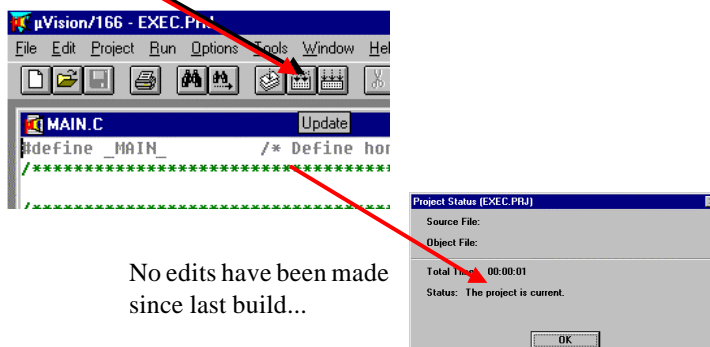 µVision/166 - EXEC.PRJ
File Edit Project Run Options Tools Window Hel
MAIN.C
Update
#define _MAIN_ /* Define hor
/*************************************
/*************************************
Project Status (EXEC.PRJ)
Source File:
Object File:
Total Time: 00:00:01
Status: The project is current.
OK
No edits have been made
since last build...